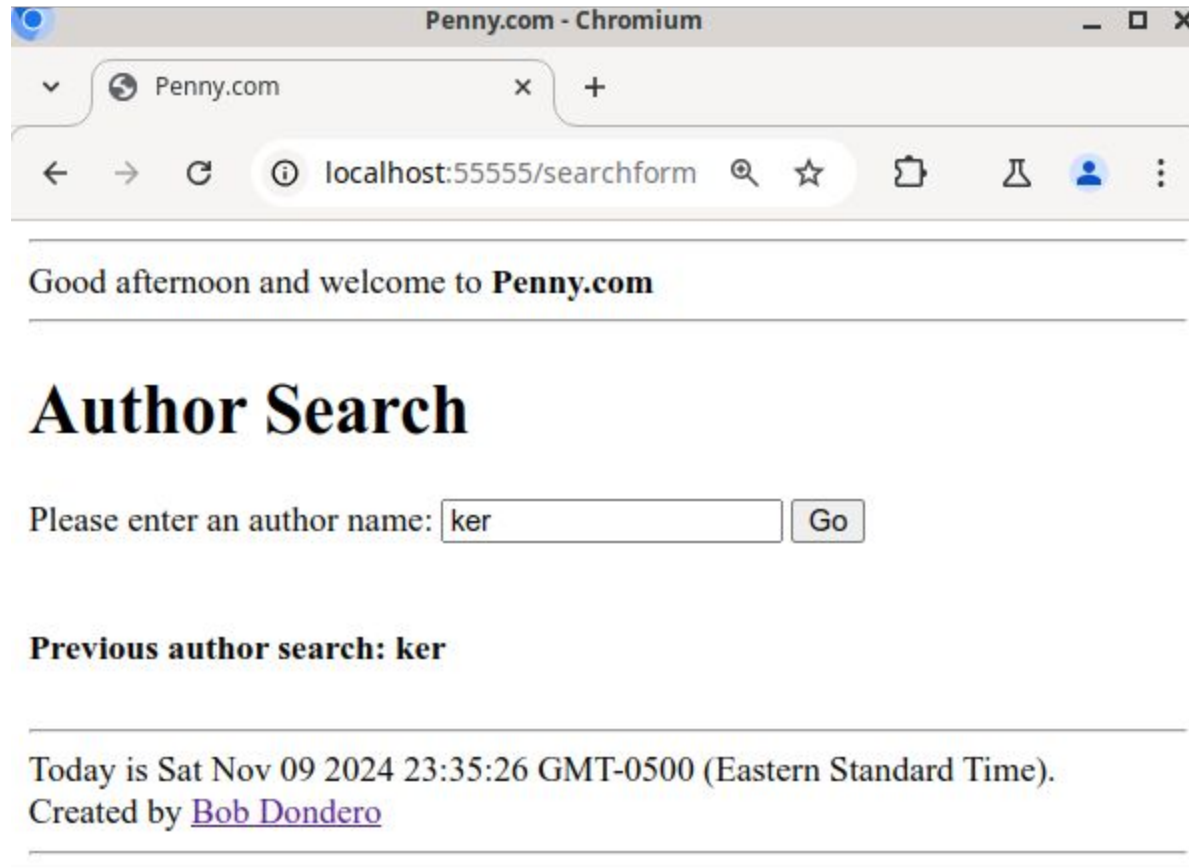 Penny.com - Chromium
Penny.com
localhost:55555/searchform
Good afternoon and welcome to Penny.com
Author Search
Please enter an author name: ker Go
Previous author search: ker
Today is Sat Nov 09 2024 23:35:26 GMT-0500 (Eastern Standard Time).
Created by Bob Dondero